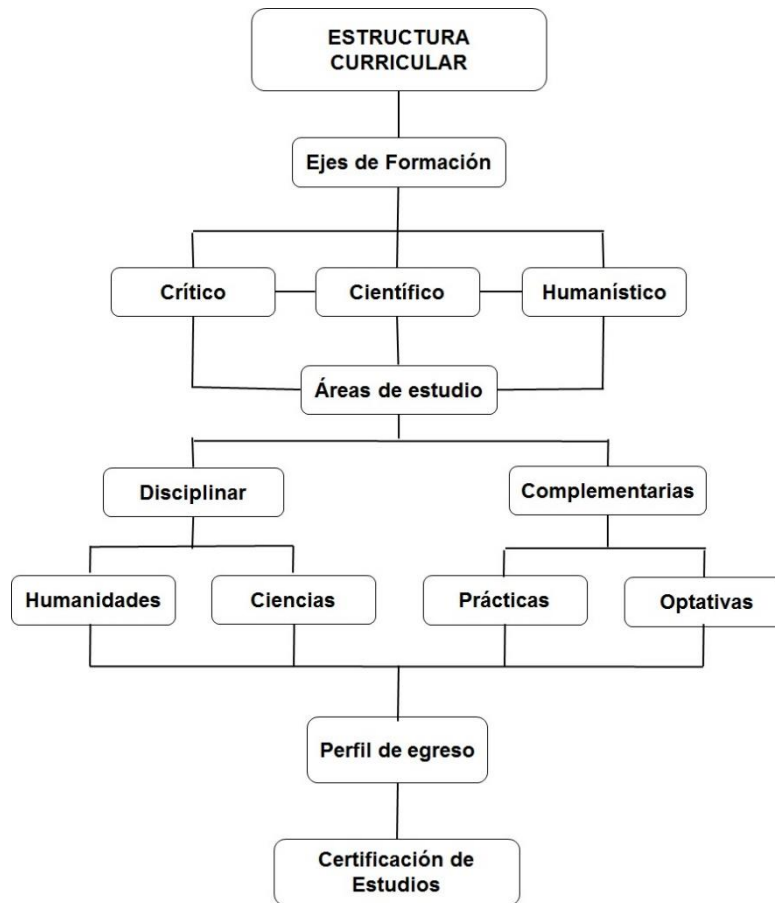 ESTRUCTURA
CURRICULAR
Ejes de Formación
Crítico
Científico
Humanístico
Áreas de estudio
Disciplinar
Complementarias
Humanidades
Ciencias
Prácticas
Optativas
Perfil de egreso
Certificación de
Estudios